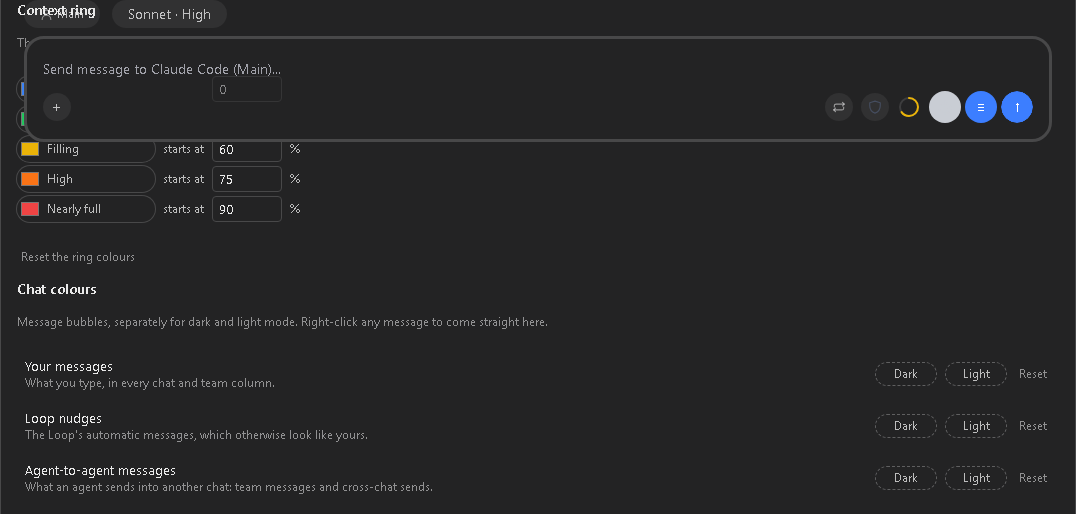 Context ring
Main
Sonnet · High
Th
Send message to Claude Code (Main)...
0
Filling starts at 60 %
High starts at 75 %
Nearly full starts at 90 %
Reset the ring colours
Chat colours
Message bubbles, separately for dark and light mode. Right-click any message to come straight here.
Your messages
What you type, in every chat and team column.
Dark Light Reset
Loop nudges
The Loop's automatic messages, which otherwise look like yours.
Dark Light Reset
Agent-to-agent messages
What an agent sends into another chat: team messages and cross-chat sends.
Dark Light Reset